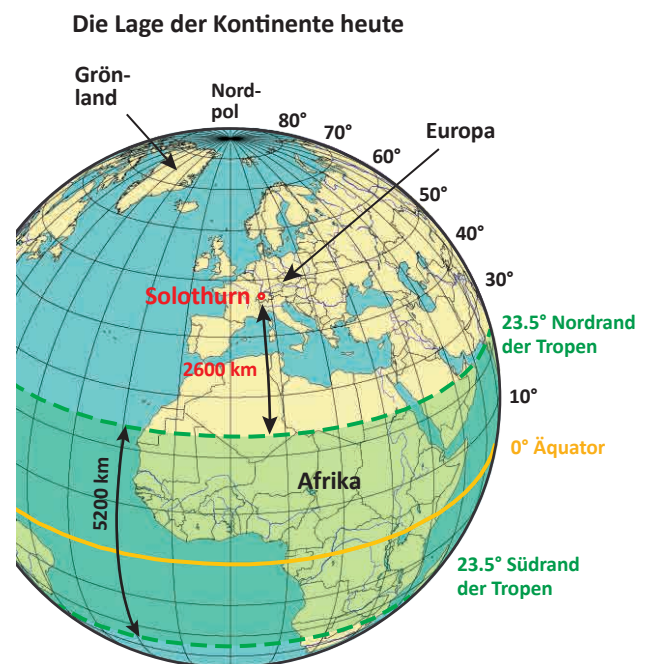 Die Lage der Kontinente heute
Grön-
land
Nord-
pol
80°
70°
Europa
60°
50°
40°
30°
Solothurn
23.5° Nordrand
der Tropen
2600 km
10°
0° Äquator
Afrika
5200 km
23.5° Südrand
der Tropen